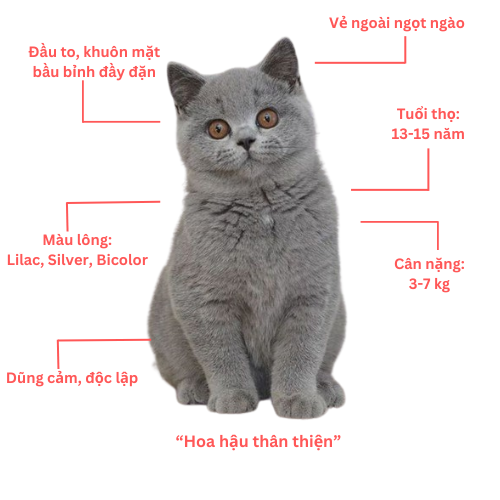 Vẻ ngoài ngọt ngào
Đầu to, khuôn mặt
bầu bỉnh đầy đặn
Tuổi thọ:
13-15 năm
Màu lông:
Lilac, Silver, Bicolor
Cân nặng:
3-7 kg
Dũng cảm, độc lập
“Hoa hậu thân thiện”